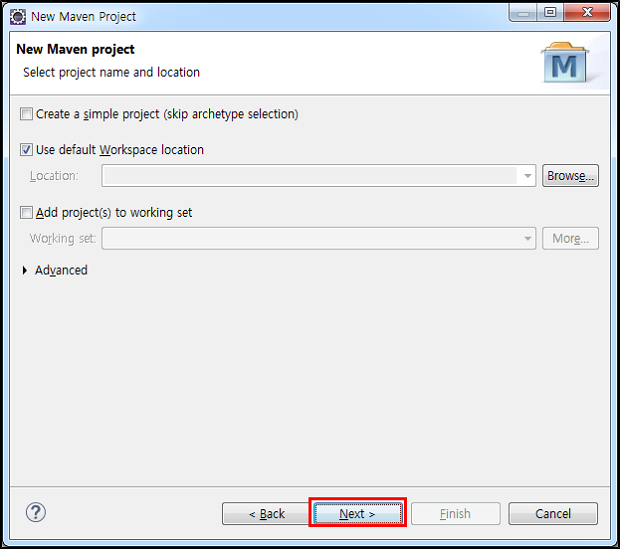 New Maven Project
New Maven project
Select project name and location
M
Create a simple project (skip archetype selection)
Use default Workspace location
Location:
Browse...
Add project(s) to working set
Working set:
More...
Advanced
?
< Back
Next >
Finish
Cancel